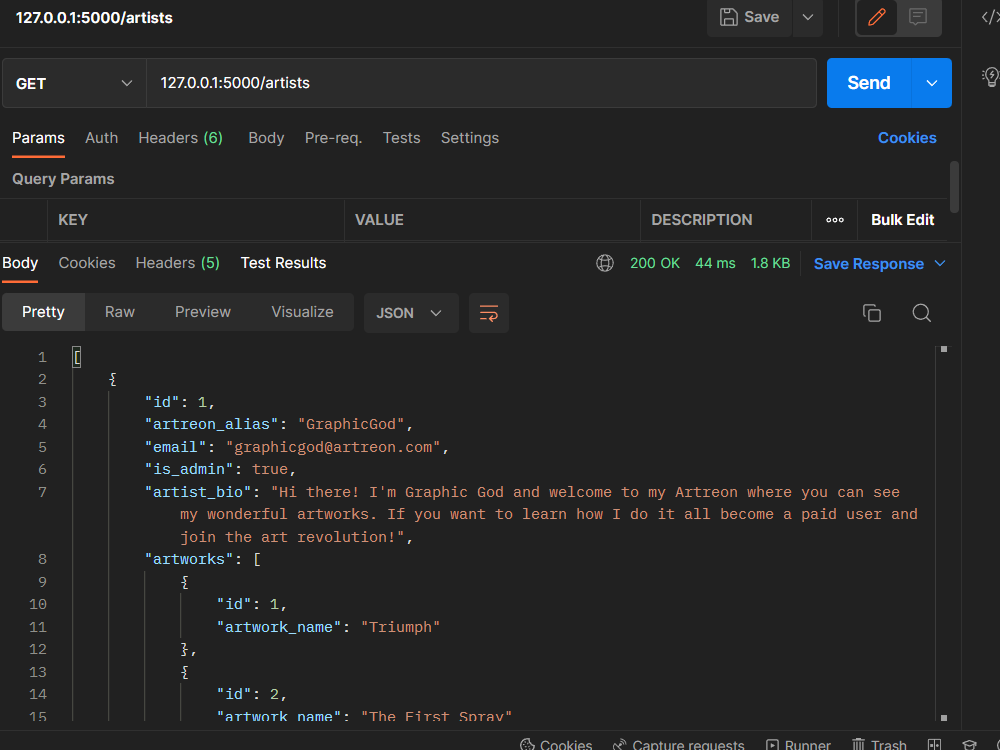 127.0.0.1:5000/artists
Save
GET
127.0.0.1:5000/artists
Send
Params Auth Headers (6) Body Pre-req. Tests Settings Cookies
Query Params
KEY VALUE DESCRIPTION Bulk Edit
Body Cookies Headers (5) Test Results 200 OK 44 ms 1.8 KB Save Response
Pretty Raw Preview Visualize JSON
1 [
2 {
3 "id": 1,
4 "artreon_alias": "GraphicGod",
5 "email": "graphicgod@artreon.com",
6 "is_admin": true,
7 "artist_bio": "Hi there! I'm Graphic God and welcome to my Artreon where you can see
my wonderful artworks. If you want to learn how I do it all become a paid user and
join the art revolution!",
8 "artworks": [
9 {
10 "id": 1,
11 "artwork_name": "Triumph"
12 },
13 {
14 "id": 2,
15 "artwork_name": "The First Spray"
Cookies Capture requests Runner Trash